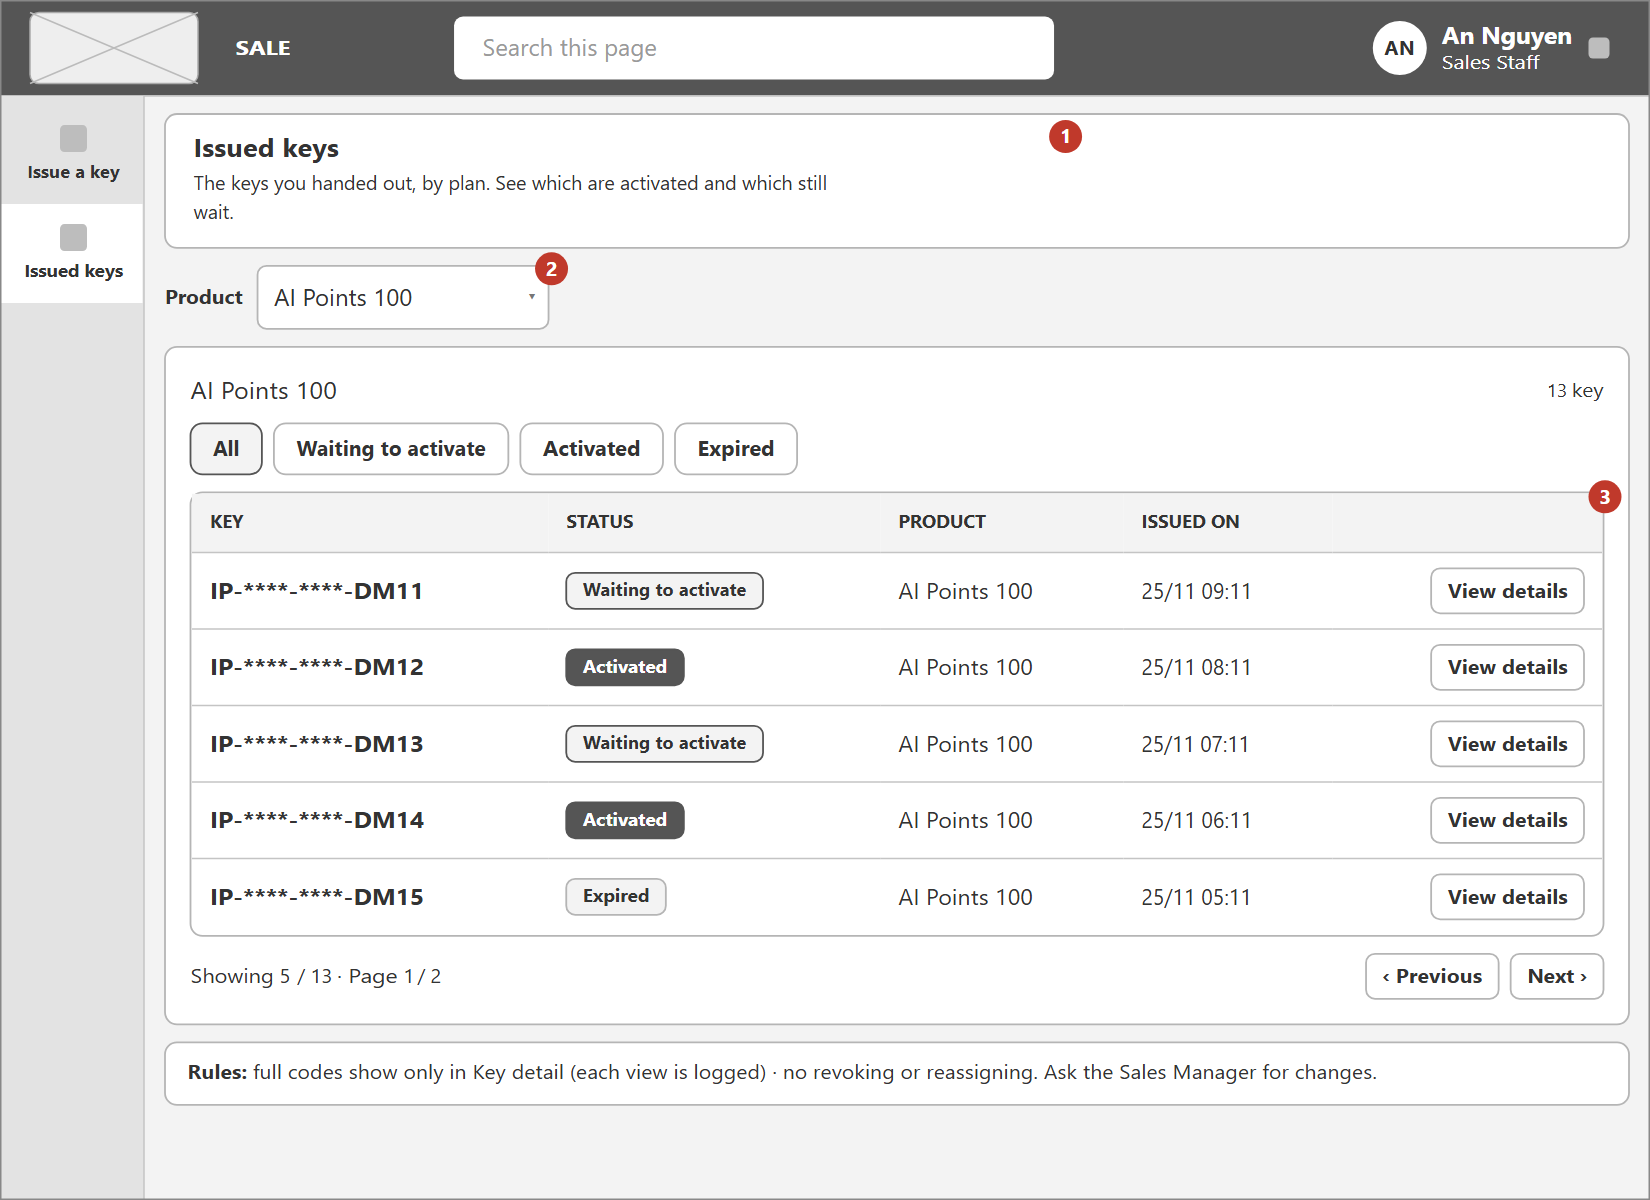 SALE
Search this page
AN
An Nguyen
Sales Staff
Issue a key
Issued keys
Issued keys
1
The keys you handed out, by plan. See which are activated and which still
wait.
Product
AI Points 100
2
AI Points 100
13 key
All
Waiting to activate
Activated
Expired
3
KEY STATUS PRODUCT ISSUED ON
IP-****-****-DM11 Waiting to activate AI Points 100 25/11 09:11 View details
IP-****-****-DM12 Activated AI Points 100 25/11 08:11 View details
IP-****-****-DM13 Waiting to activate AI Points 100 25/11 07:11 View details
IP-****-****-DM14 Activated AI Points 100 25/11 06:11 View details
IP-****-****-DM15 Expired AI Points 100 25/11 05:11 View details
Showing 5 / 13 · Page 1 / 2
‹ Previous
Next ›
Rules: full codes show only in Key detail (each view is logged) · no revoking or reassigning. Ask the Sales Manager for changes.